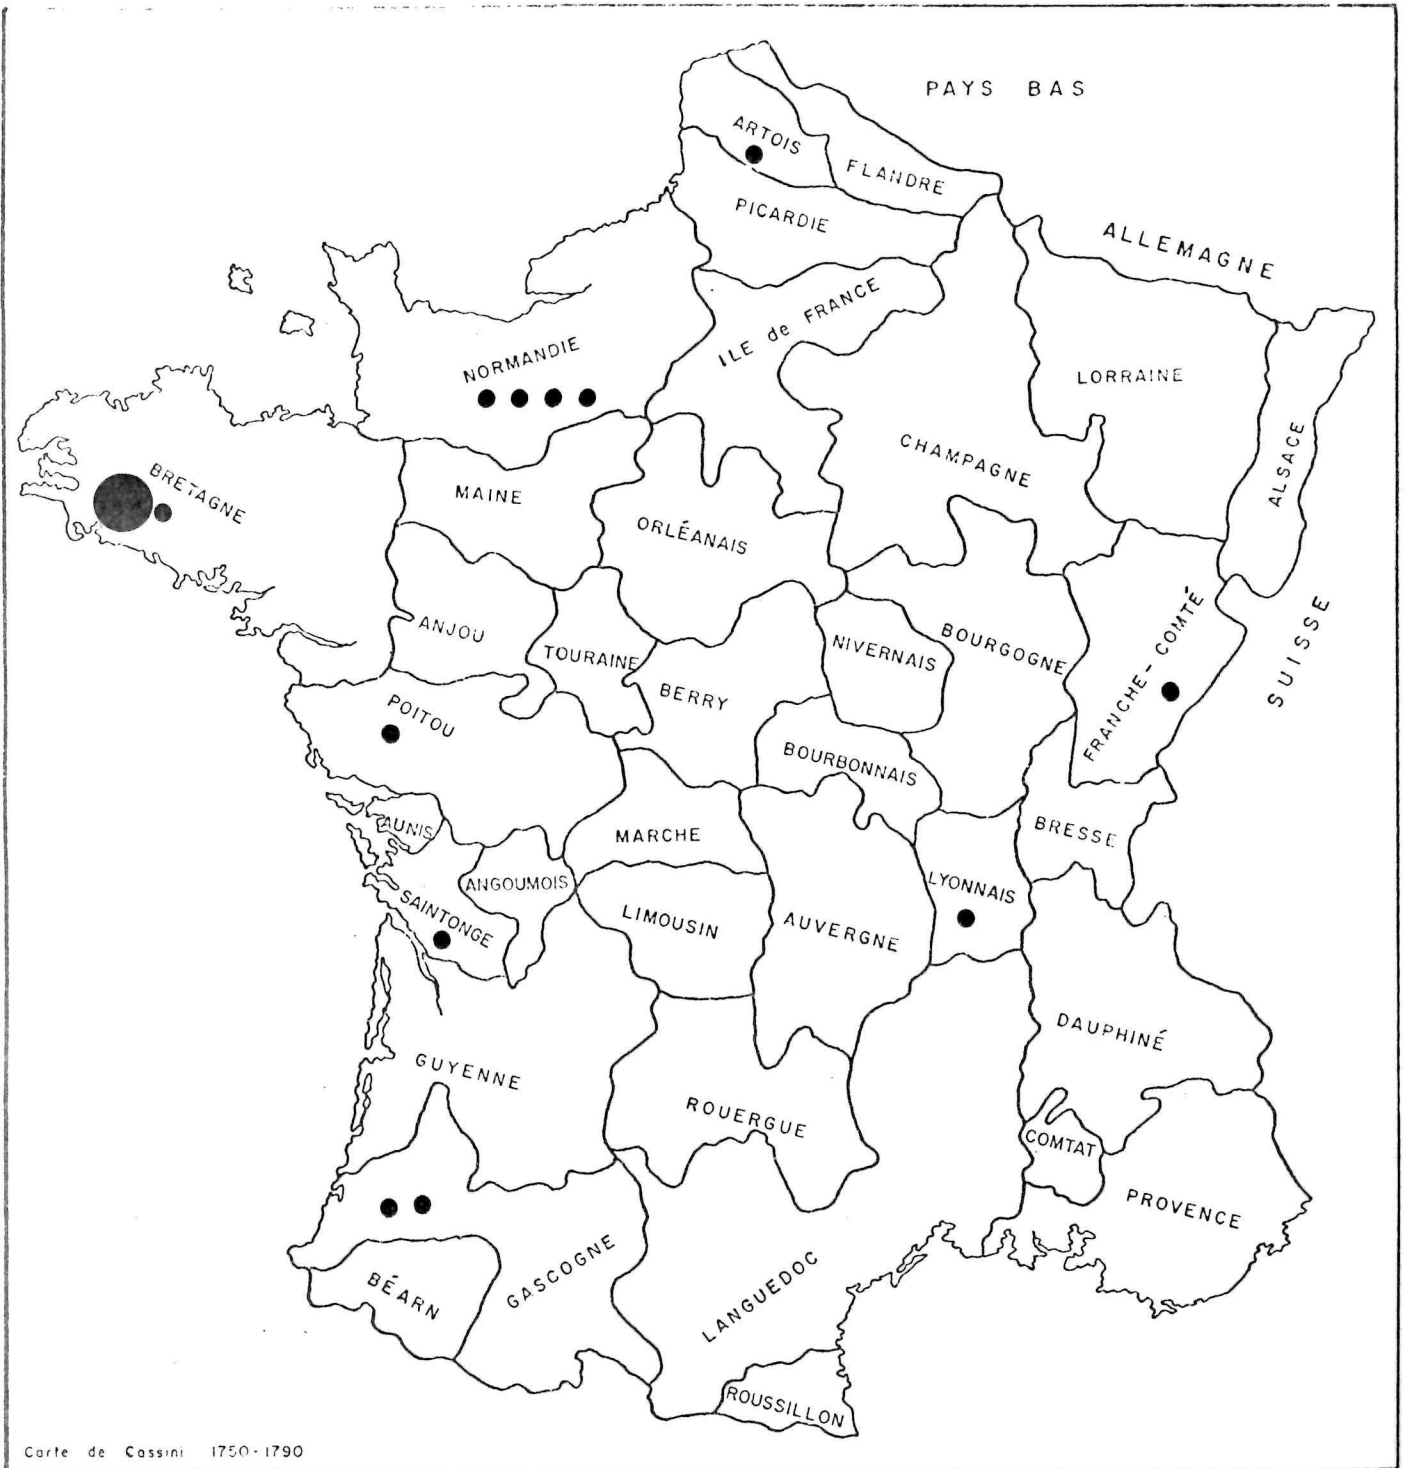 PAYS BAS
ARTOIS
FLANDRE
PICARDIE
ALLEMAGNE
ILE de FRANCE
NORMANDIE
LORRAINE
ALSACE
CHAMPAGNE
BRETAGNE
MAINE
ORLÉANAIS
SUISSE
FRANCHE-COMTÉ
ANJOU
TOURAINE
NIVERNAIS
BOURGOGNE
BERRY
POITOU
BOURBONNAIS
AUNIS
MARCHE
BRESSE
ANGOUMOIS
LYONNAIS
SAINTONGE
LIMOUSIN
AUVERGNE
DAUPHINÉ
GUYENNE
ROUERGUE
COMTAT
PROVENCE
GASCOGNE
BÉARN
LANGUEDOC
ROUSSILLON
Carte de Cassini 1750-1790